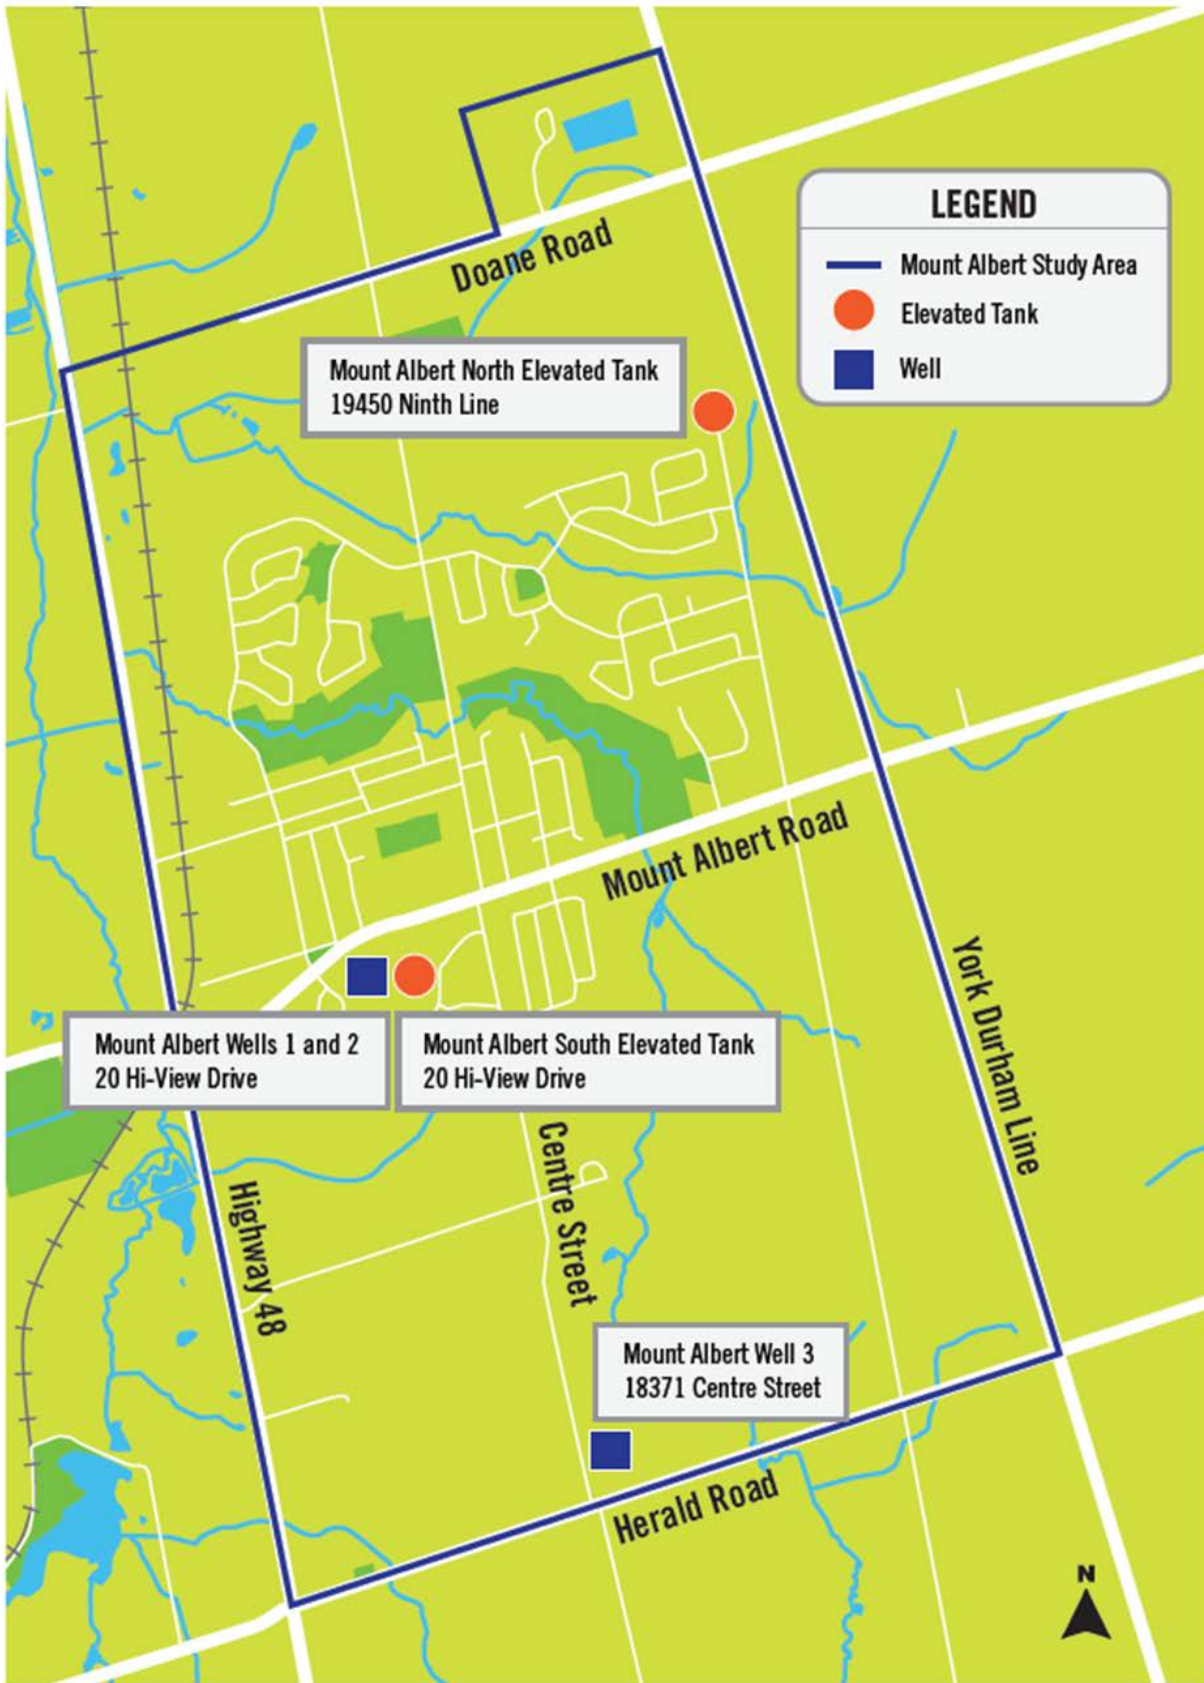 LEGEND
Mount Albert Study Area
Elevated Tank
Well
Doane Road
Mount Albert North Elevated Tank
19450 Ninth Line
Mount Albert Road
York Durham Line
Mount Albert Wells 1 and 2
20 Hi-View Drive
Mount Albert South Elevated Tank
20 Hi-View Drive
Centre Street
Highway 48
Mount Albert Well 3
18371 Centre Street
Herald Road
N